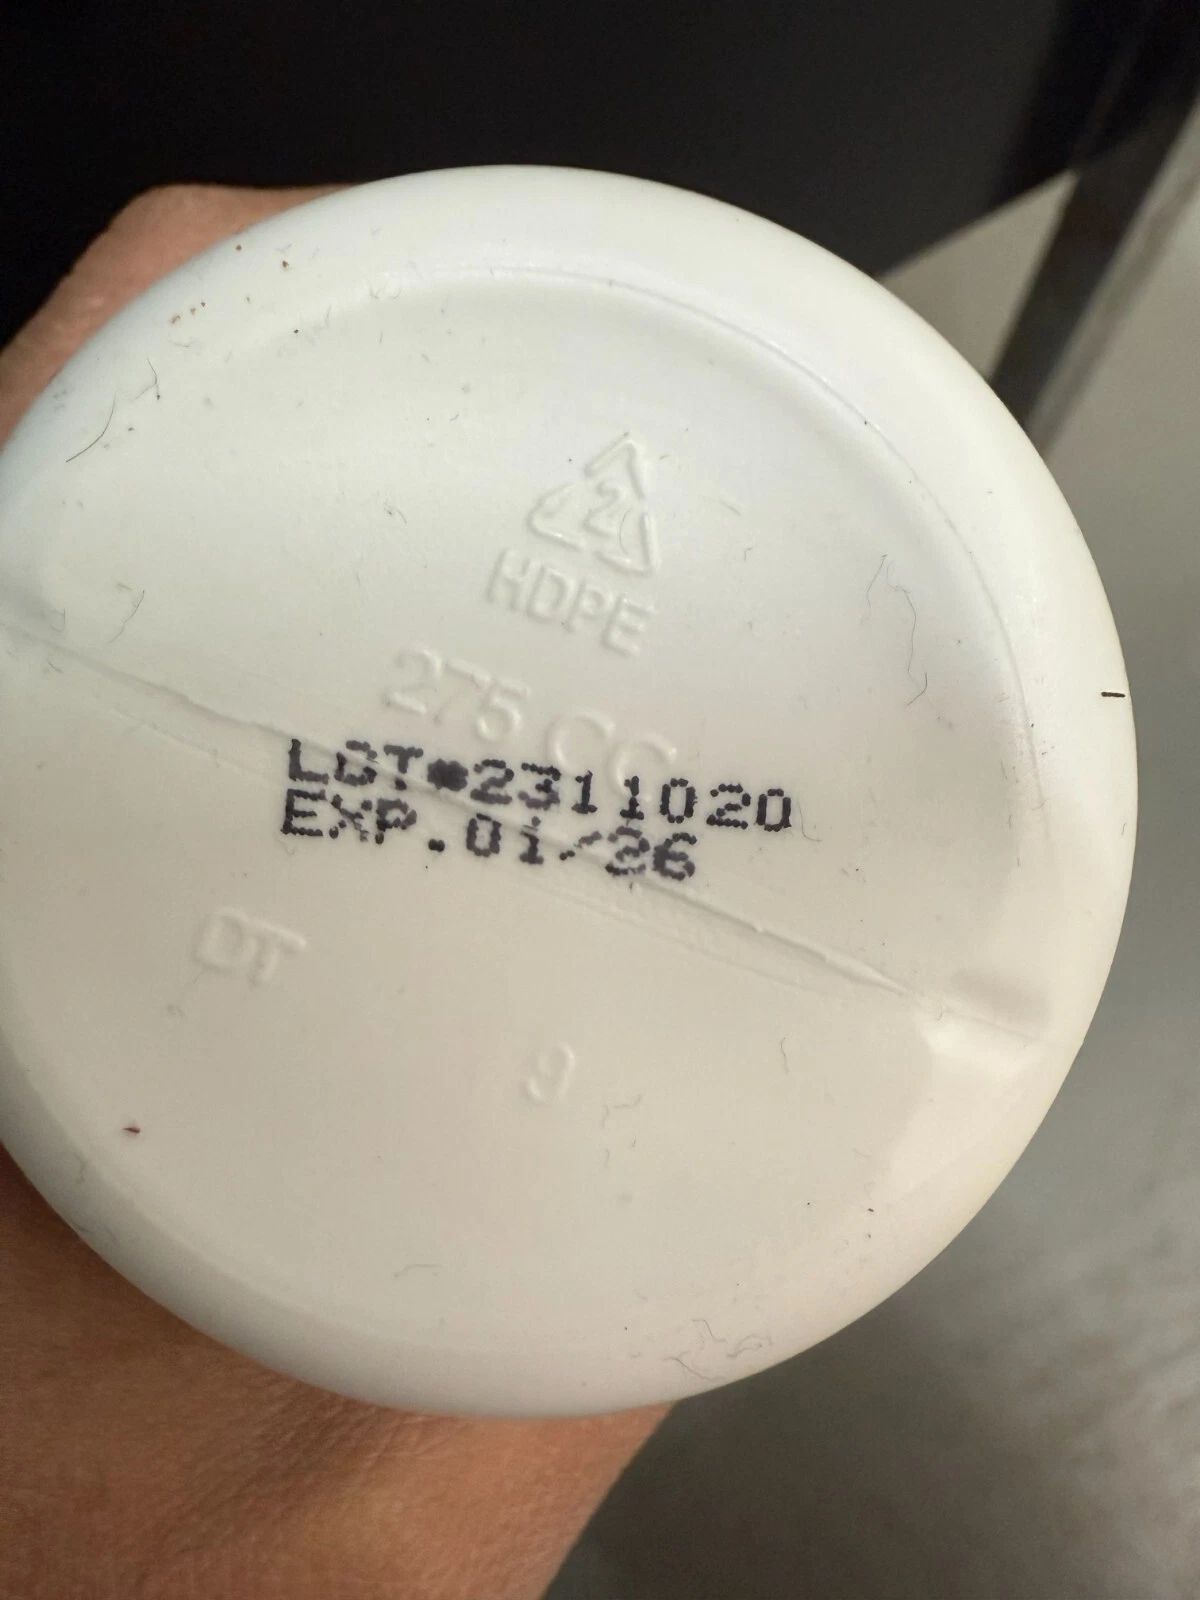 2
HDPE
275 CC
LOT#2311020
EXP.01/26
DT
9